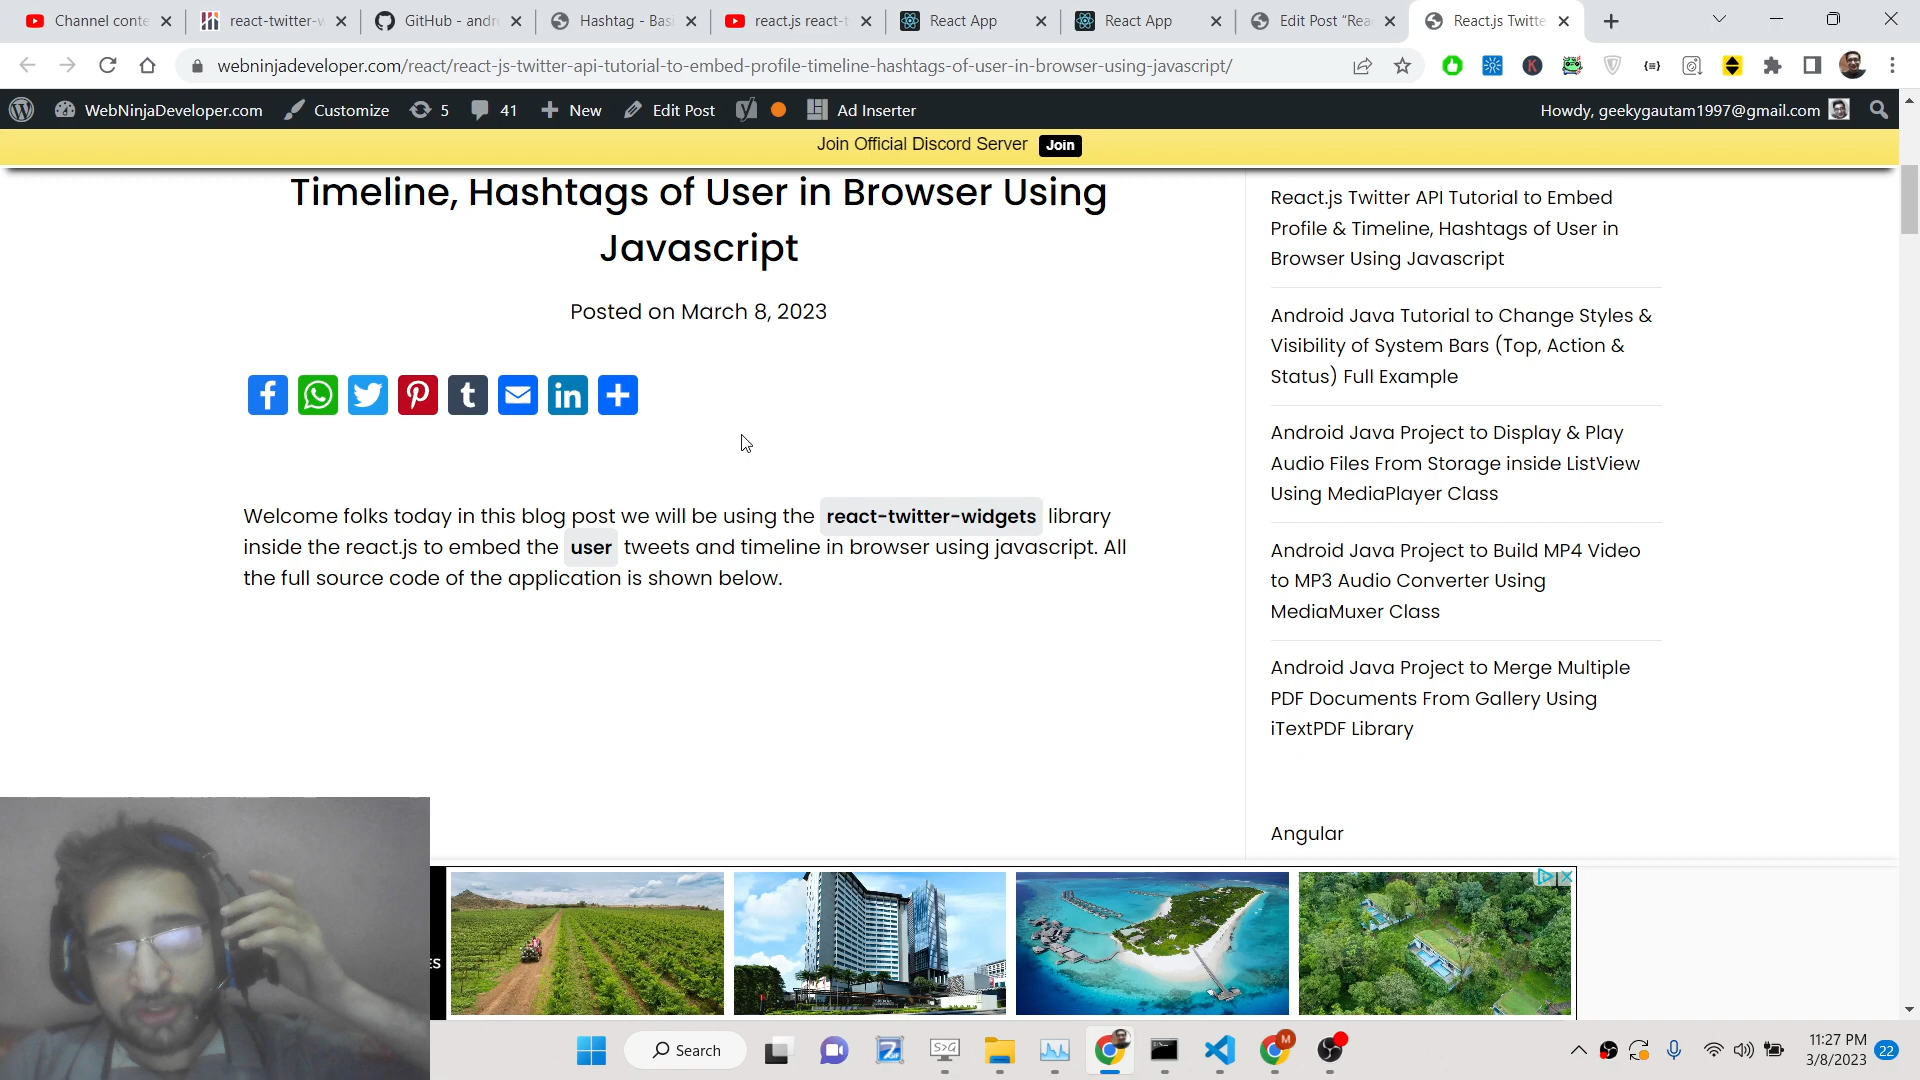 Channel conte
react-twitter-w
GitHub - andr
Hashtag - Basi
react.js react-t
React App
React App
Edit Post "Rea
React.js Twitte
webninjadeveloper.com/react/react-js-twitter-api-tutorial-to-embed-profile-timeline-hashtags-of-user-in-browser-using-javascript/
WebNinjaDeveloper.com
Customize
5
41
New
Edit Post
Ad Inserter
Howdy, geekygautam1997@gmail.com
Join Official Discord Server Join
Timeline, Hashtags of User in Browser Using
Javascript
Posted on March 8, 2023
Welcome folks today in this blog post we will be using the react-twitter-widgets library
inside the react.js to embed the user tweets and timeline in browser using javascript. All
the full source code of the application is shown below.
React.js Twitter API Tutorial to Embed
Profile & Timeline, Hashtags of User in
Browser Using Javascript
Android Java Tutorial to Change Styles &
Visibility of System Bars (Top, Action &
Status) Full Example
Android Java Project to Display & Play
Audio Files From Storage inside ListView
Using MediaPlayer Class
Android Java Project to Build MP4 Video
to MP3 Audio Converter Using
MediaMuxer Class
Android Java Project to Merge Multiple
PDF Documents From Gallery Using
iTextPDF Library
Angular
ES
Search
11:27 PM
3/8/2023
22